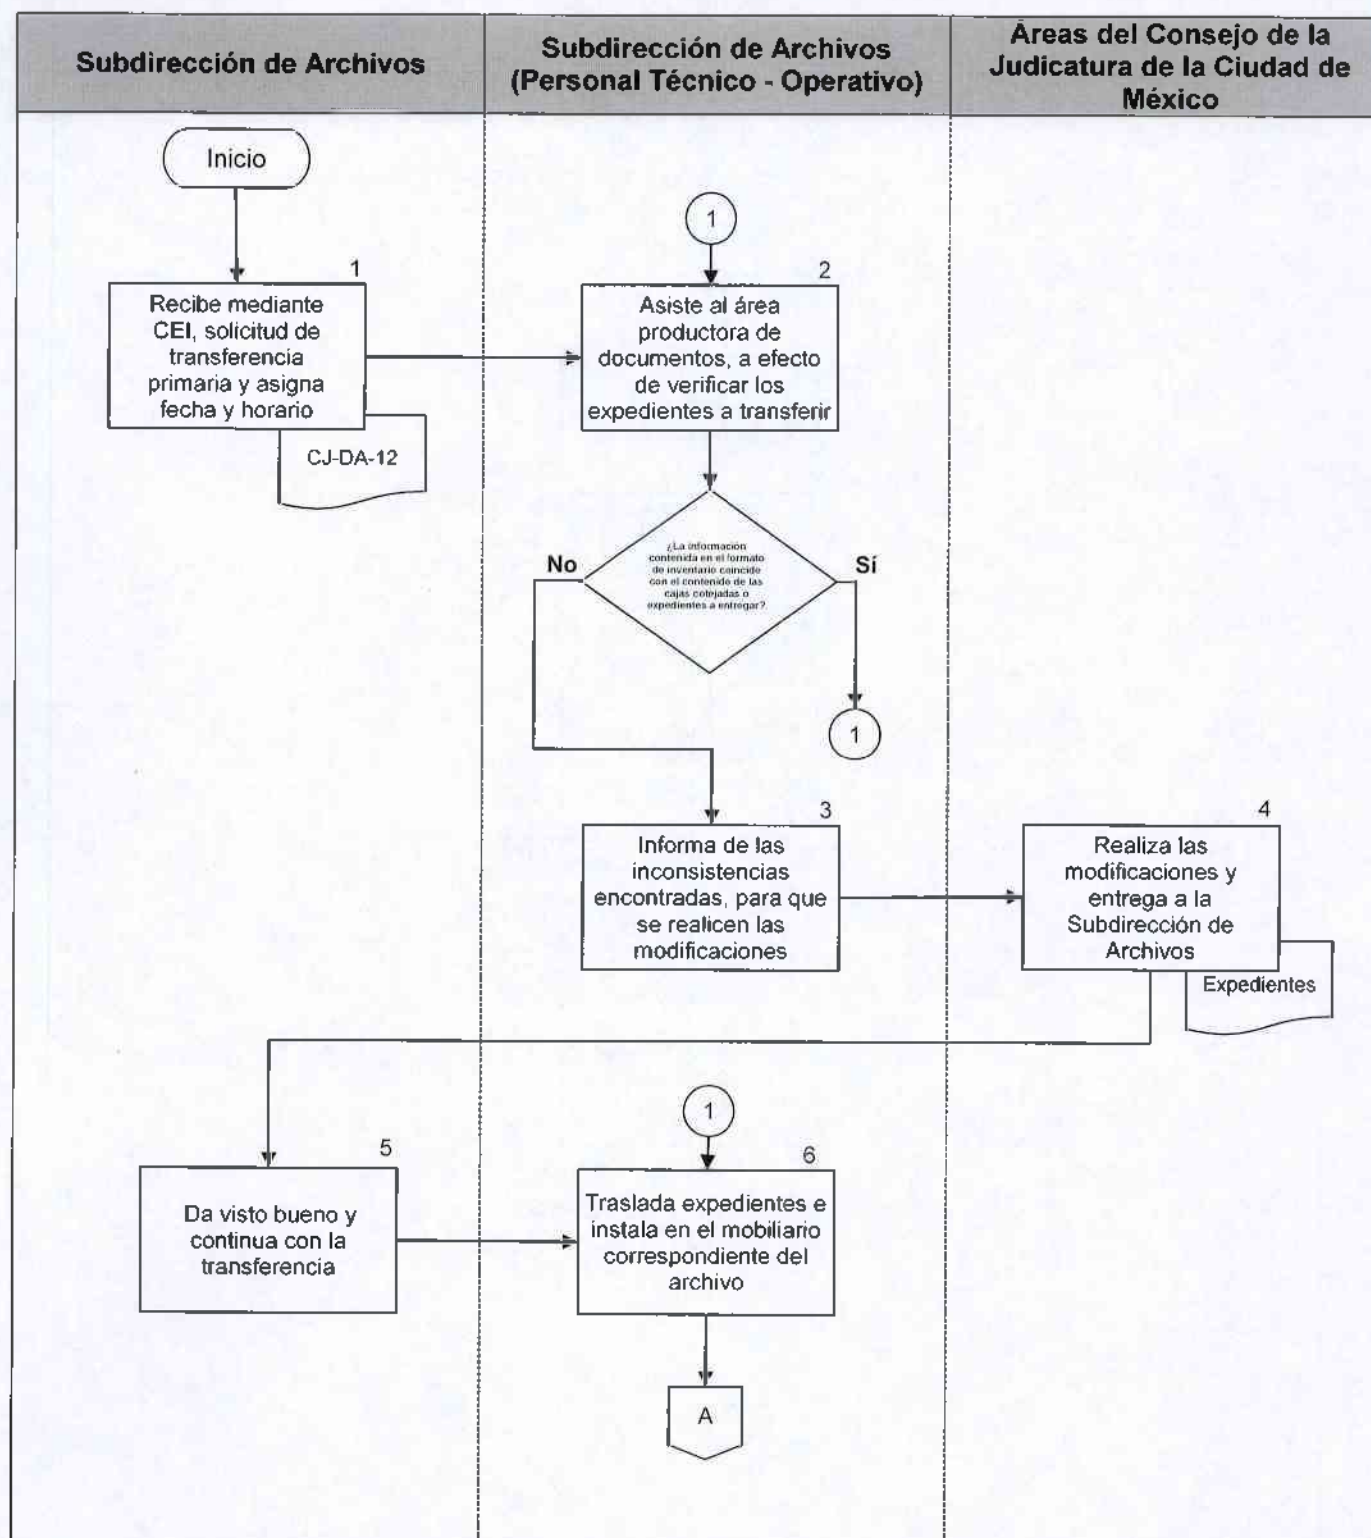 Subdirección de Archivos
Subdirección de Archivos
(Personal Técnico - Operativo)
Áreas del Consejo de la
Judicatura de la Ciudad de
México
Inicio
1
1
Recibe mediante
CEI, solicitud de
transferencia
primaria y asigna
fecha y horario
CJ-DA-12
2
Asiste al área
productora de
documentos, a efecto
de verificar los
expedientes a transferir
¿La información
contenida en el formato
de inventario coincide
con el contenido de las
cajas cotejadas o
expedientes a entregar?
No
Sí
1
3
Informa de las
inconsistencias
encontradas, para que
se realicen las
modificaciones
4
Realiza las
modificaciones y
entrega a la
Subdirección de
Archivos
Expedientes
5
Da visto bueno y
continua con la
transferencia
1
6
Traslada expedientes e
instala en el mobiliario
correspondiente del
archivo
A